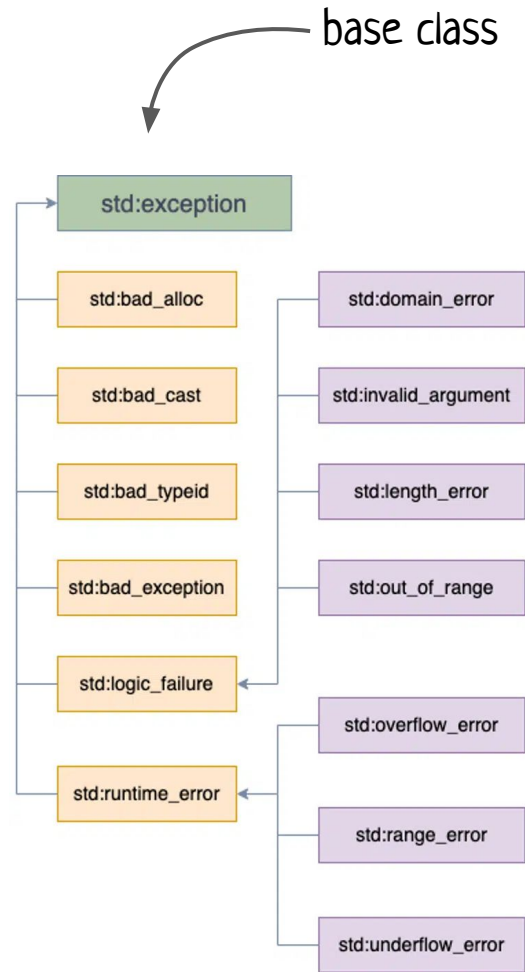 base class
std:exception
std:bad_alloc
std:domain_error
std:bad_cast
std:invalid_argument
std:bad_typeid
std:length_error
std:bad_exception
std:out_of_range
std:logic_failure
std:overflow_error
std:runtime_error
std:range_error
std:underflow_error